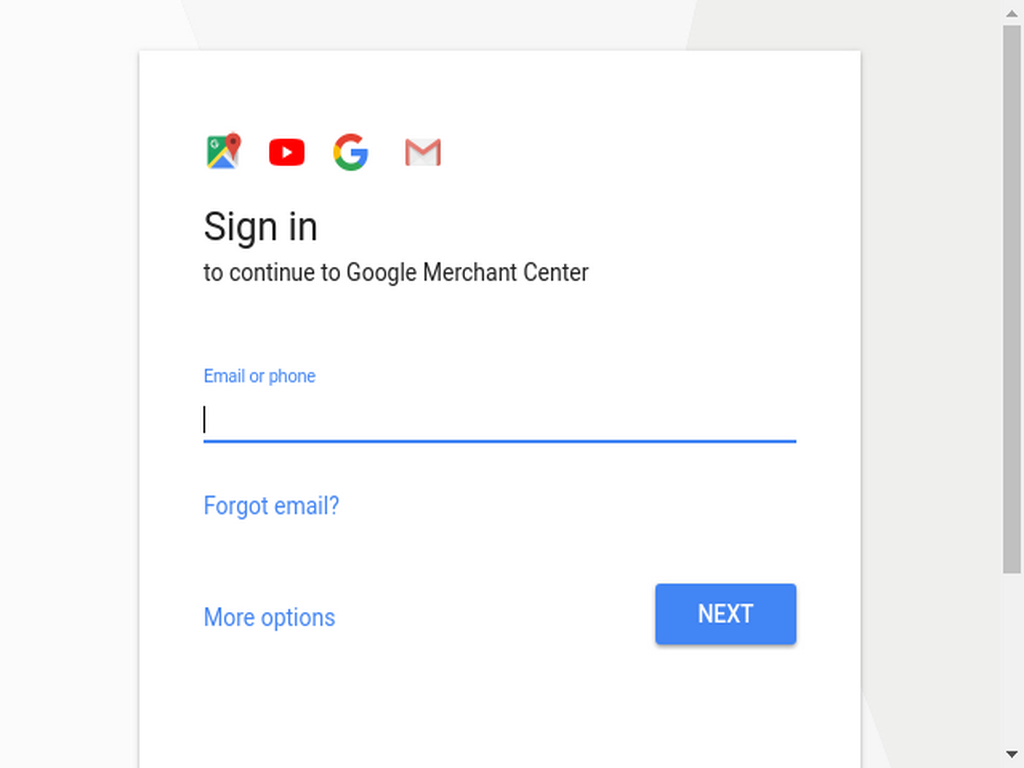 Sign in
to continue to Google Merchant Center
Email or phone
Forgot email?
More options
NEXT